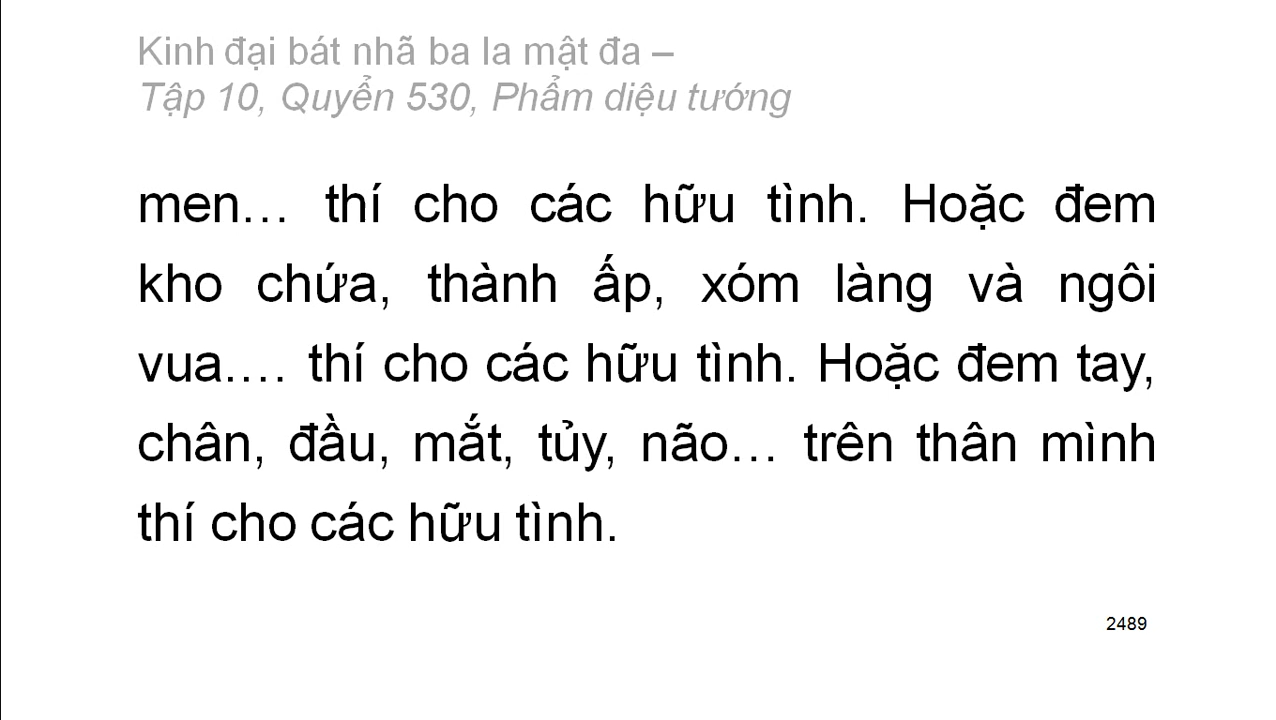 Kinh đại bát nhã ba la mật đa –
Tập 10, Quyển 530, Phẩm diệu tướng
men… thí cho các hữu tình. Hoặc đem
kho chứa, thành ấp, xóm làng và ngôi
vua.… thí cho các hữu tình. Hoặc đem tay,
chân, đầu, mắt, tủy, não… trên thân mình
thí cho các hữu tình.
2489